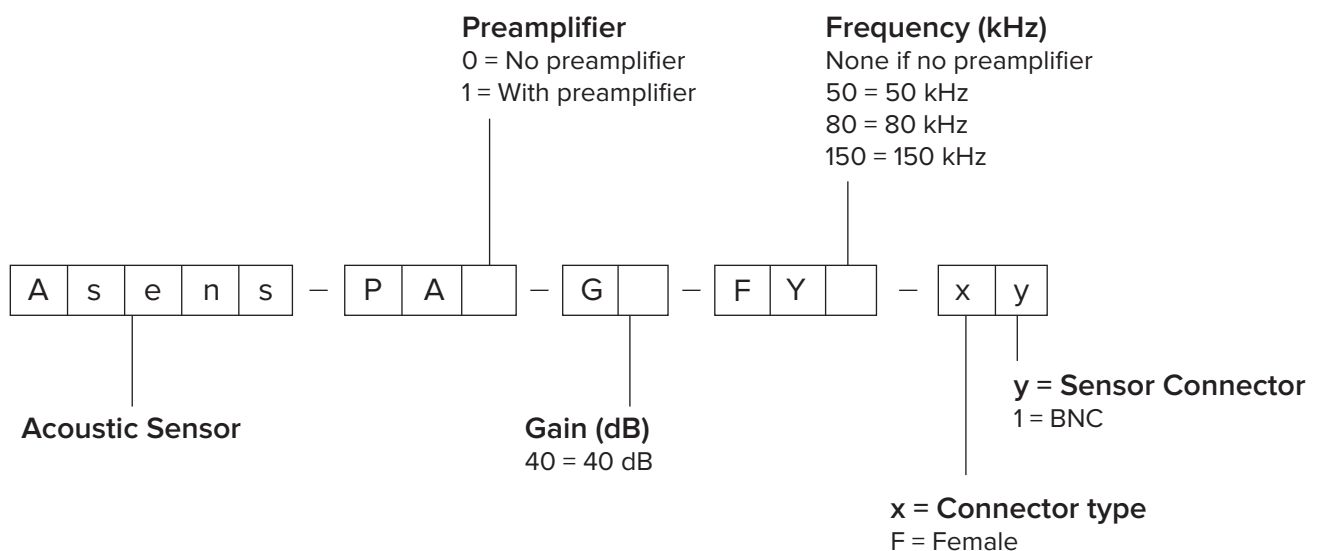 Preamplifier
0 = No preamplifier
1 = With preamplifier
Frequency (kHz)
None if no preamplifier
50 = 50 kHz
80 = 80 kHz
150 = 150 kHz
A s e n s – P A – G – F Y – x y
Acoustic Sensor
Gain (dB)
40 = 40 dB
y = Sensor Connector
1 = BNC
x = Connector type
F = Female